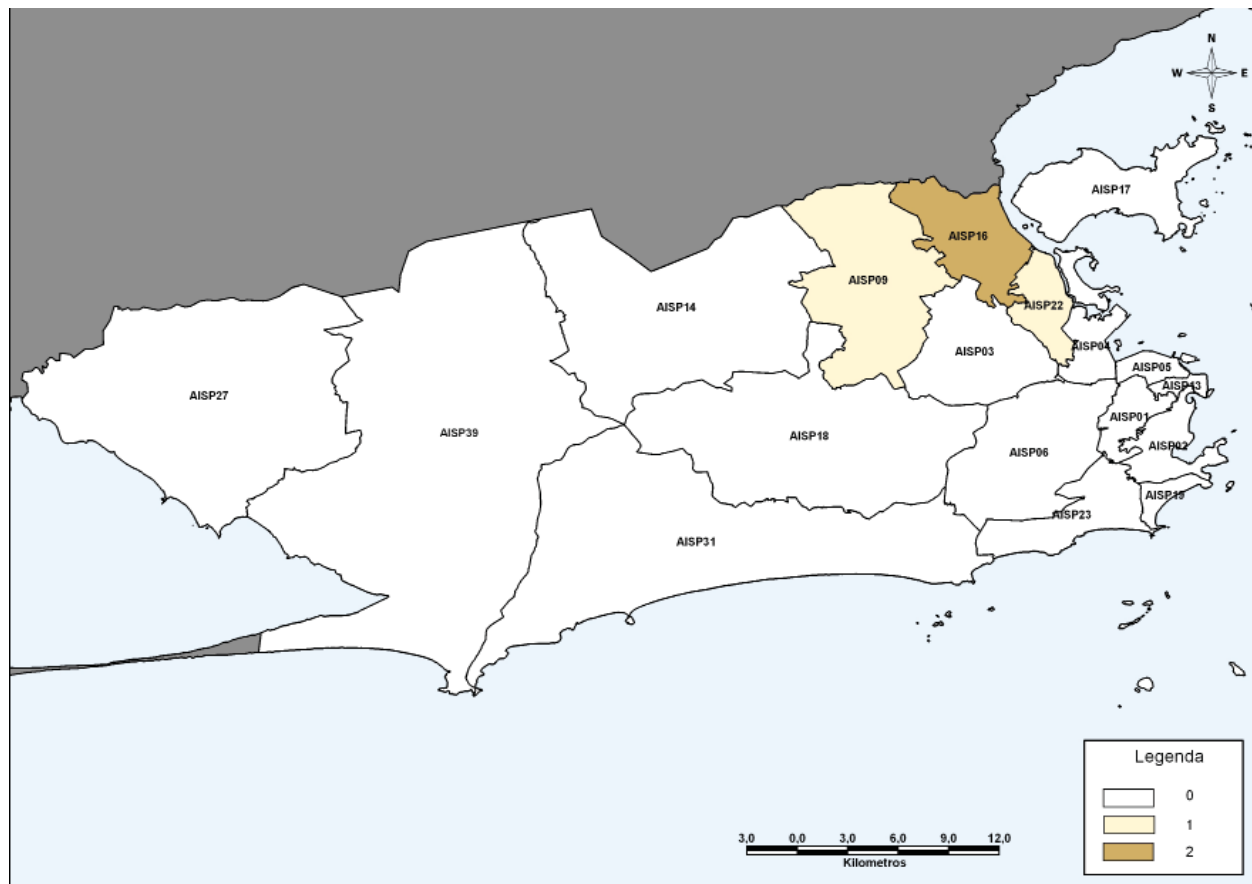 N
W E
S
AISP17
AISP16
AISP09
AISP22
AISP14
AISP04
AISP03
AISP05
AISP13
AISP27
AISP01
AISP39
AISP18
AISP02
AISP06
AISP19
AISP23
AISP31
Legenda
0
1
2
3,0 0,0 3,0 6,0 9,0 12,0
Kilometros